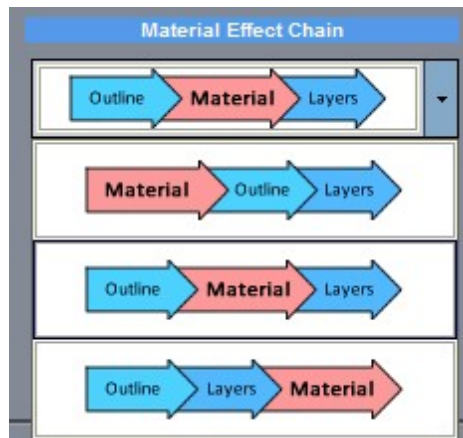 Material Effect Chain
Outline Material Layers
Material Outline Layers
Outline Material Layers
Outline Layers Material